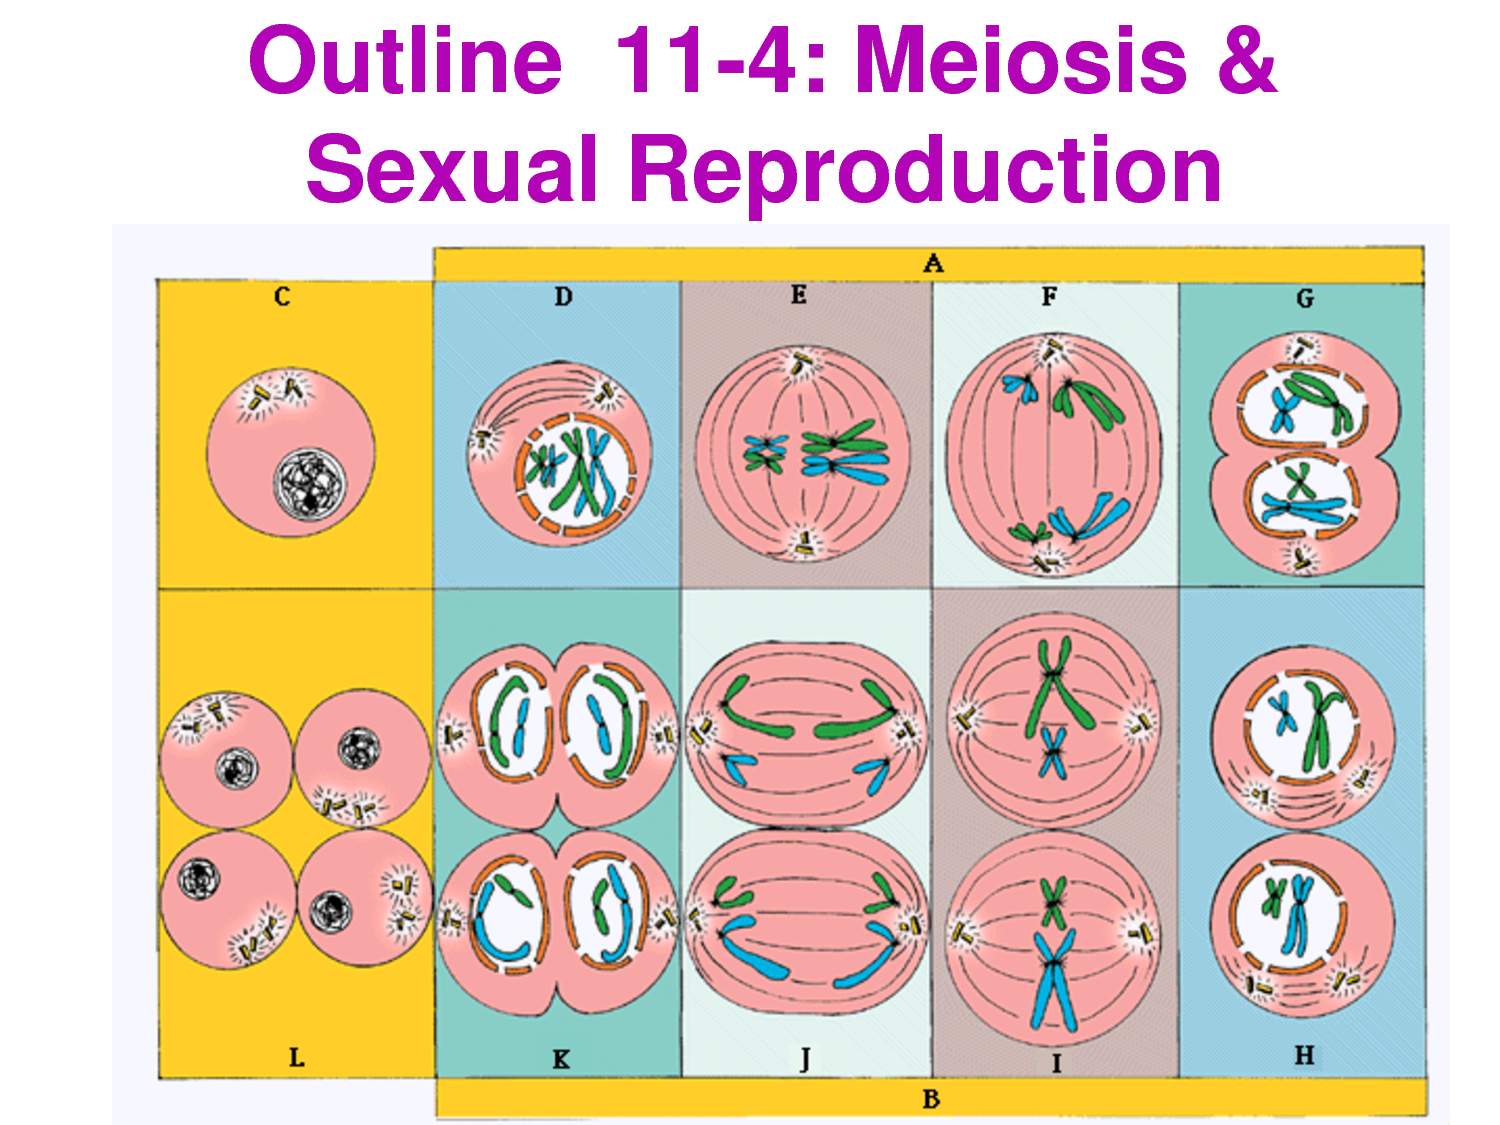 Outline 11-4: Meiosis &
Sexual Reproduction
A
C D E F G
L K J I H
B